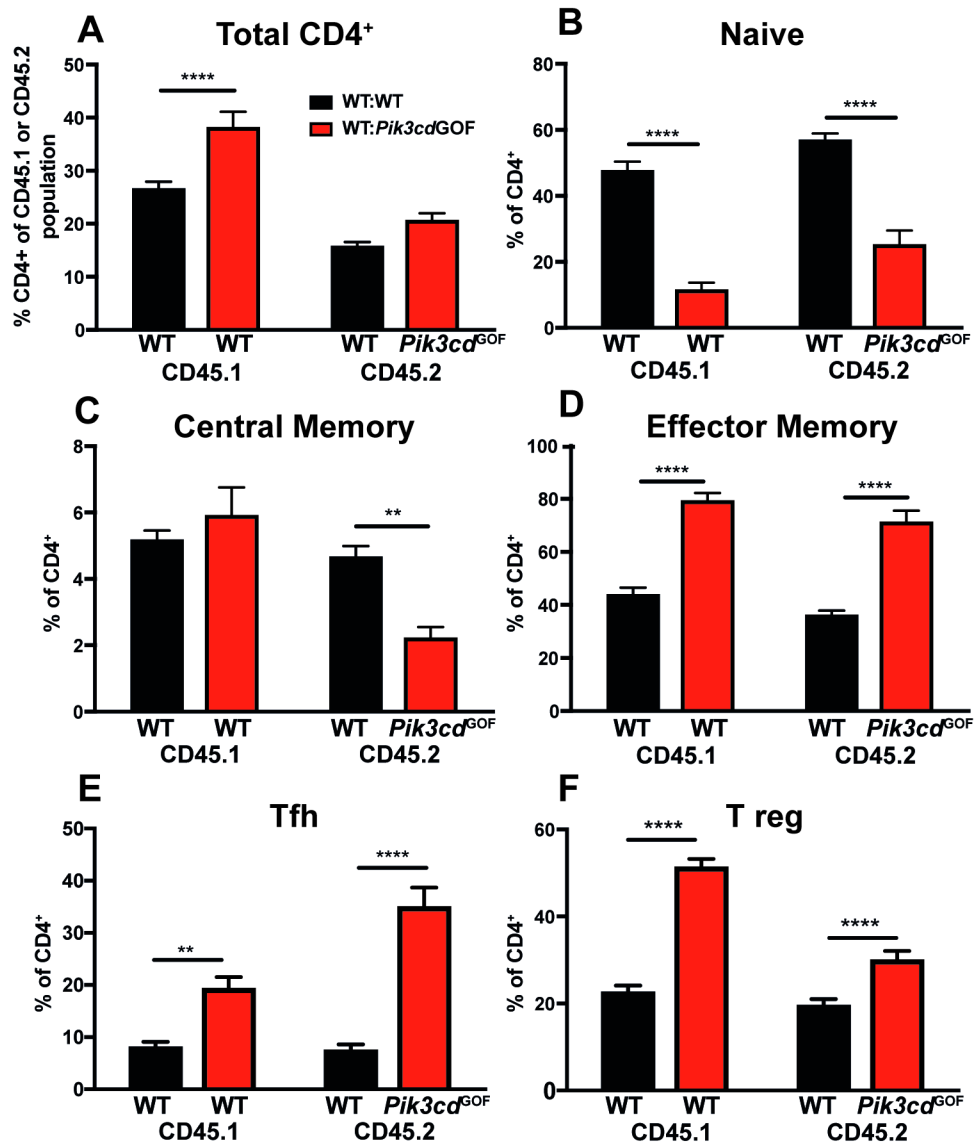 A Total CD4⁺
% CD4+ of CD45.1 or CD45.2
population
50
40
30
20
10
0
****
WT:WT
WT:Pik3cdGOF
WT WT WT Pik3cdᴳᴼᶠ
CD45.1 CD45.2
B Naive
% of CD4⁺
80
60
40
20
0
**** ****
WT WT WT Pik3cdᴳᴼᶠ
CD45.1 CD45.2
C Central Memory
% of CD4⁺
8
6
4
2
0
**
WT WT WT Pik3cdᴳᴼᶠ
CD45.1 CD45.2
D Effector Memory
% of CD4⁺
100
80
60
40
20
0
**** ****
WT WT WT Pik3cdᴳᴼᶠ
CD45.1 CD45.2
E Tfh
% of CD4⁺
50
40
30
20
10
0
** ****
WT WT WT Pik3cdᴳᴼᶠ
CD45.1 CD45.2
F T reg
% of CD4⁺
60
40
20
0
**** ****
WT WT WT Pik3cdᴳᴼᶠ
CD45.1 CD45.2